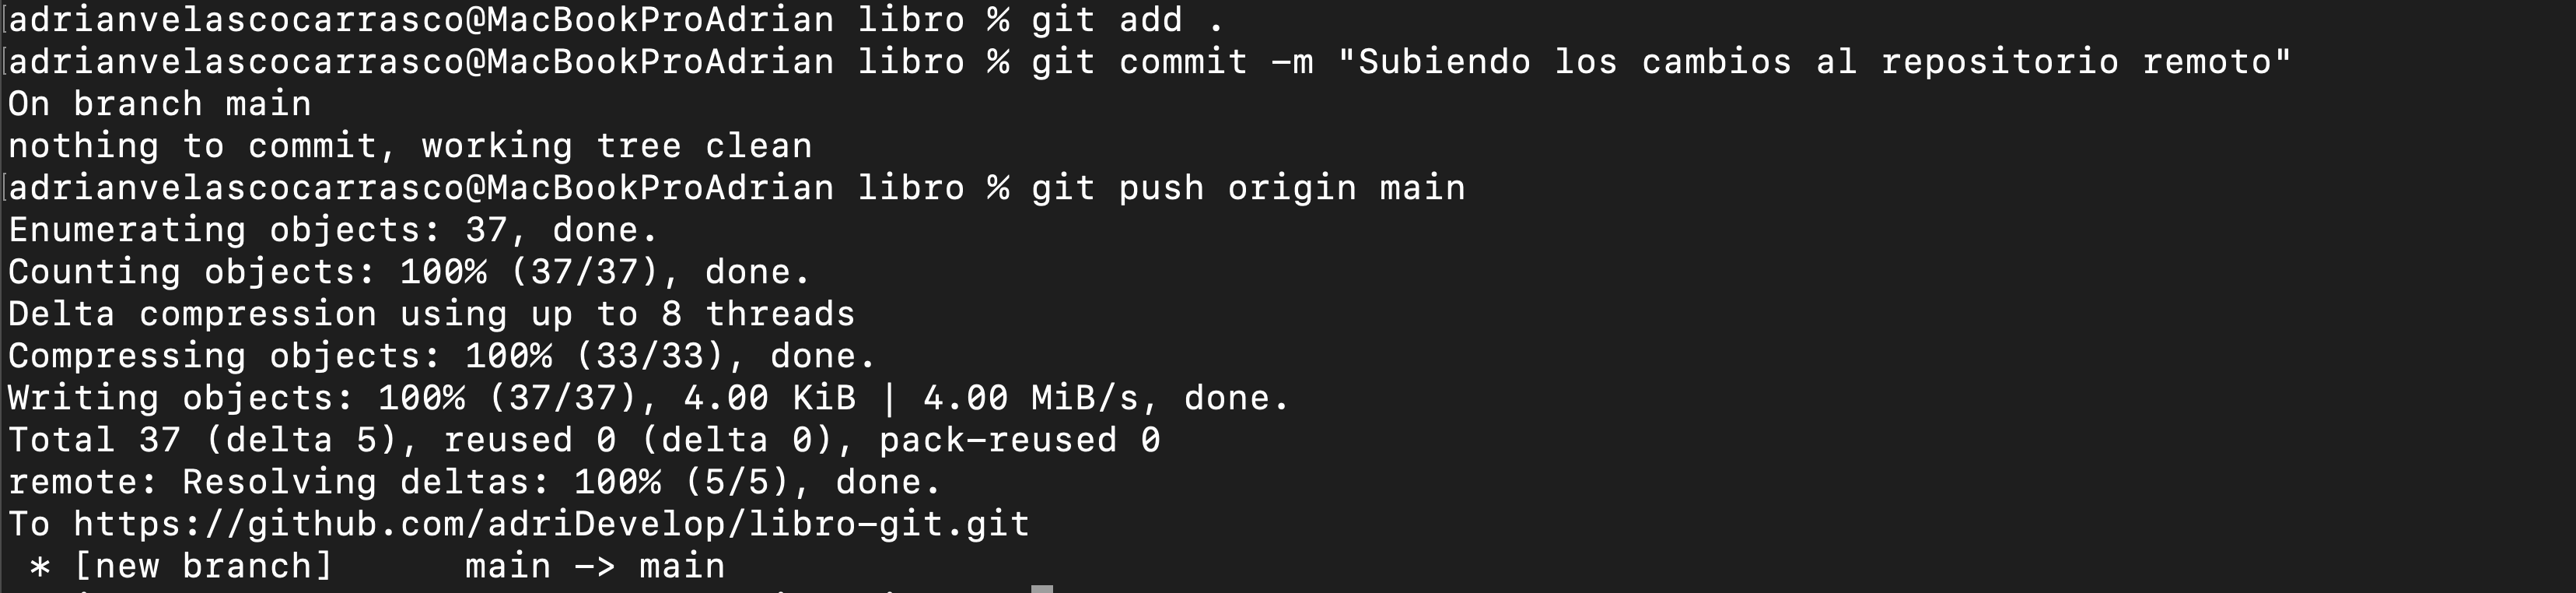 [adrianvelascocarrasco@MacBookProAdrian libro % git add .
[adrianvelascocarrasco@MacBookProAdrian libro % git commit -m "Subiendo los cambios al repositorio remoto"
On branch main
nothing to commit, working tree clean
[adrianvelascocarrasco@MacBookProAdrian libro % git push origin main
Enumerating objects: 37, done.
Counting objects: 100% (37/37), done.
Delta compression using up to 8 threads
Compressing objects: 100% (33/33), done.
Writing objects: 100% (37/37), 4.00 KiB | 4.00 MiB/s, done.
Total 37 (delta 5), reused 0 (delta 0), pack-reused 0
remote: Resolving deltas: 100% (5/5), done.
To https://github.com/adriDevelop/libro-git.git
 * [new branch]      main -> main